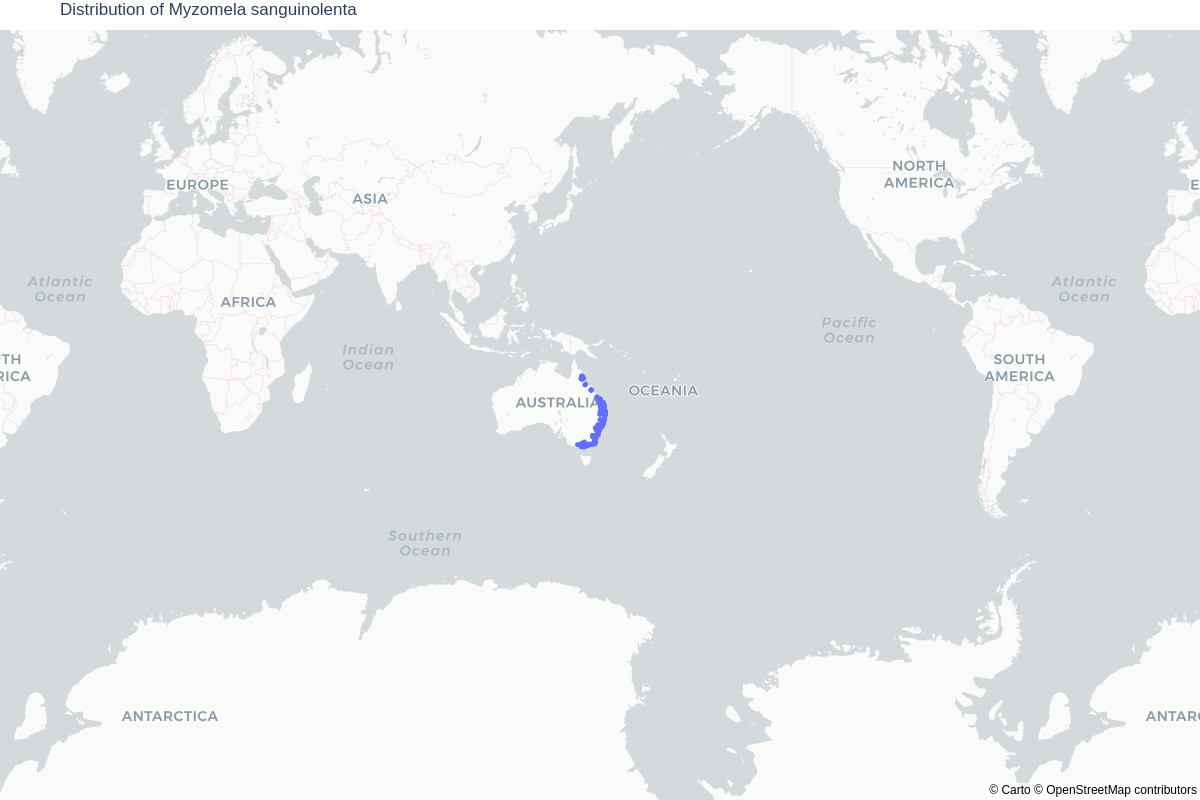 Distribution of Myzomela sanguinolenta
EUROPE
ASIA
NORTH
AMERICA
E
Atlantic
Ocean
AFRICA
Atlantic
Ocean
Pacific
Ocean
Indian
Ocean
TH
RICA
SOUTH
AMERICA
OCEANIA
AUSTRALIA
Southern
Ocean
ANTARCTICA
ANTARC
© Carto © OpenStreetMap contributors